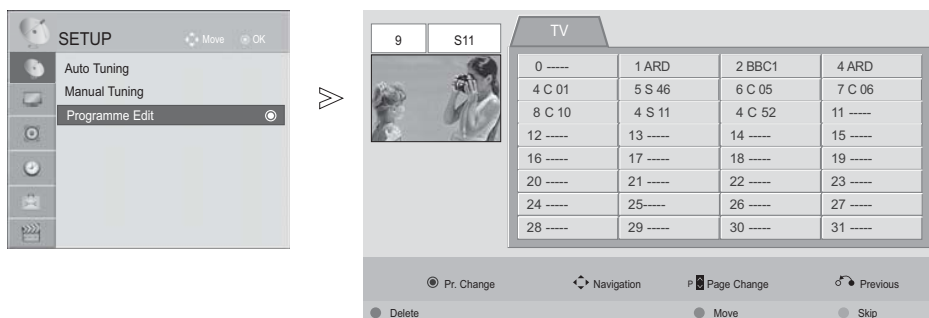 SETUP
Move OK
Auto Tuning
Manual Tuning
Programme Edit
9 S11
TV
0 ----- 1 ARD 2 BBC1 4 ARD
4 C 01 5 S 46 6 C 05 7 C 06
8 C 10 4 S 11 4 C 52 11 -----
12 ----- 13 ----- 14 ----- 15 -----
16 ----- 17 ----- 18 ----- 19 -----
20 ----- 21 ----- 22 ----- 23 -----
24 ----- 25----- 26 ----- 27 -----
28 ----- 29 ----- 30 ----- 31 -----
Pr. Change Navigation P Page Change Previous
Delete Move Skip